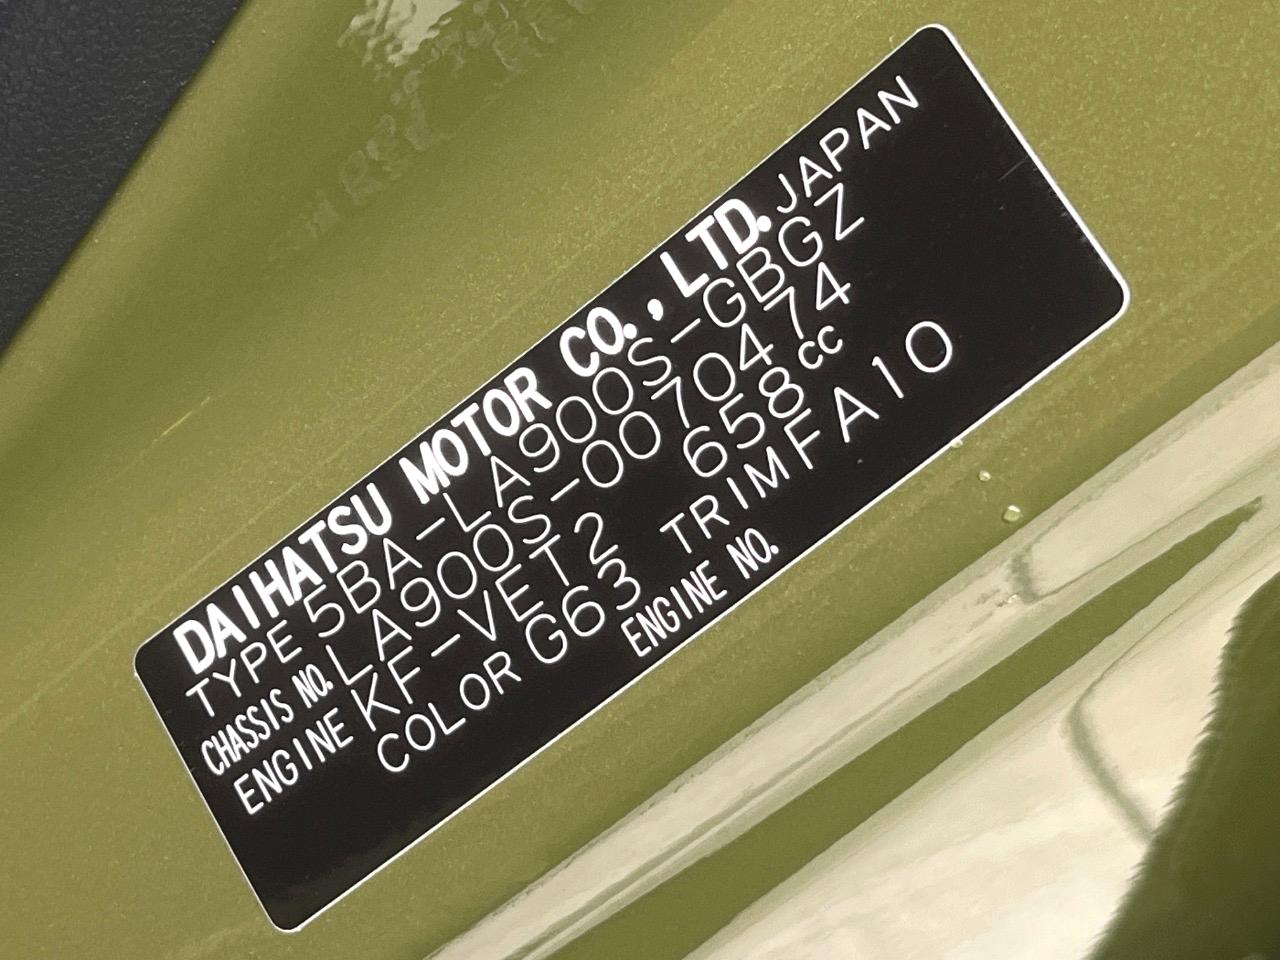 DAIHATSU MOTOR CO., LTD. JAPAN
TYPE 5BA-LA900S-GBGZ
CHASSIS NO. LA900S-0070474
ENGINE KF-VET2 658cc
COLOR G63 TRIM FA10
ENGINE NO.